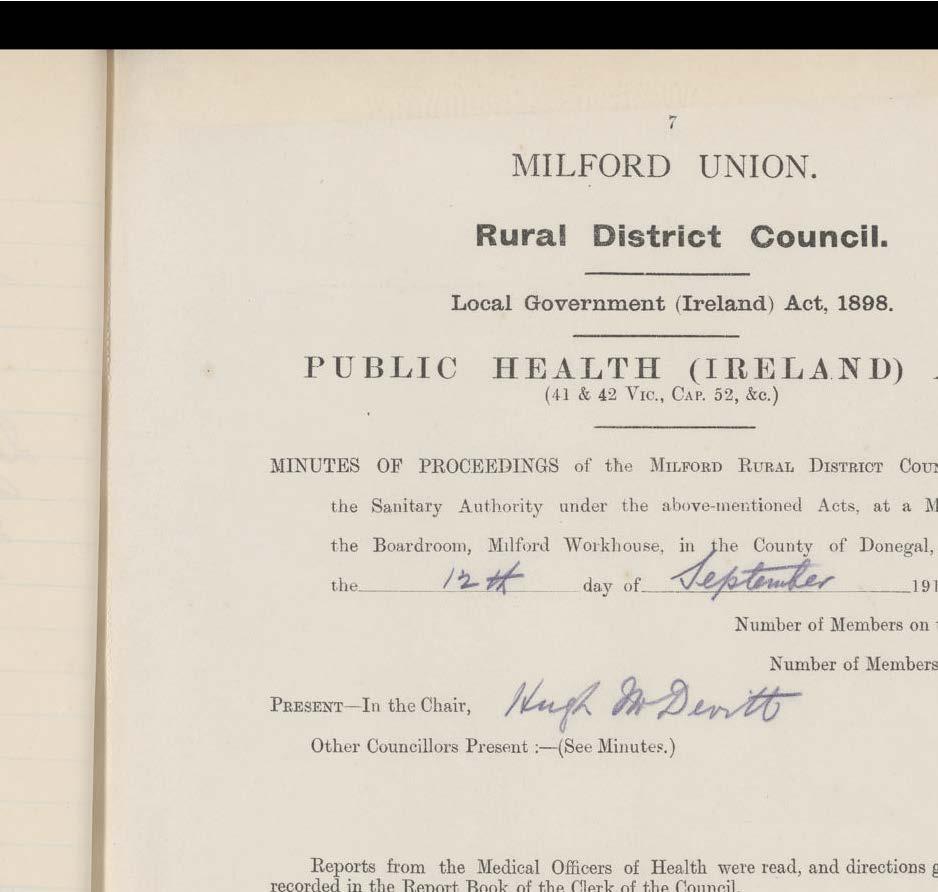 7
MILFORD UNION.
Rural District Council.
Local Government (Ireland) Act, 1898.
PUBLIC HEALTH (IRELAND)
(41 & 42 Vic., Cap. 52, &c.)
MINUTES OF PROCEEDINGS of the Milford Rural District
the Sanitary Authority under the above-mentioned Acts, at a
the Boardroom, Milford Workhouse, in the County of Donegal,
the 12th day of September 191
Number of Members on
Number of Members
Present—In the Chair, Hugh McDevitt
Other Councillors Present :—(See Minutes.)
Reports from the Medical Officers of Health were read, and directions
recorded in the Report Book of the Clerk of the Council.